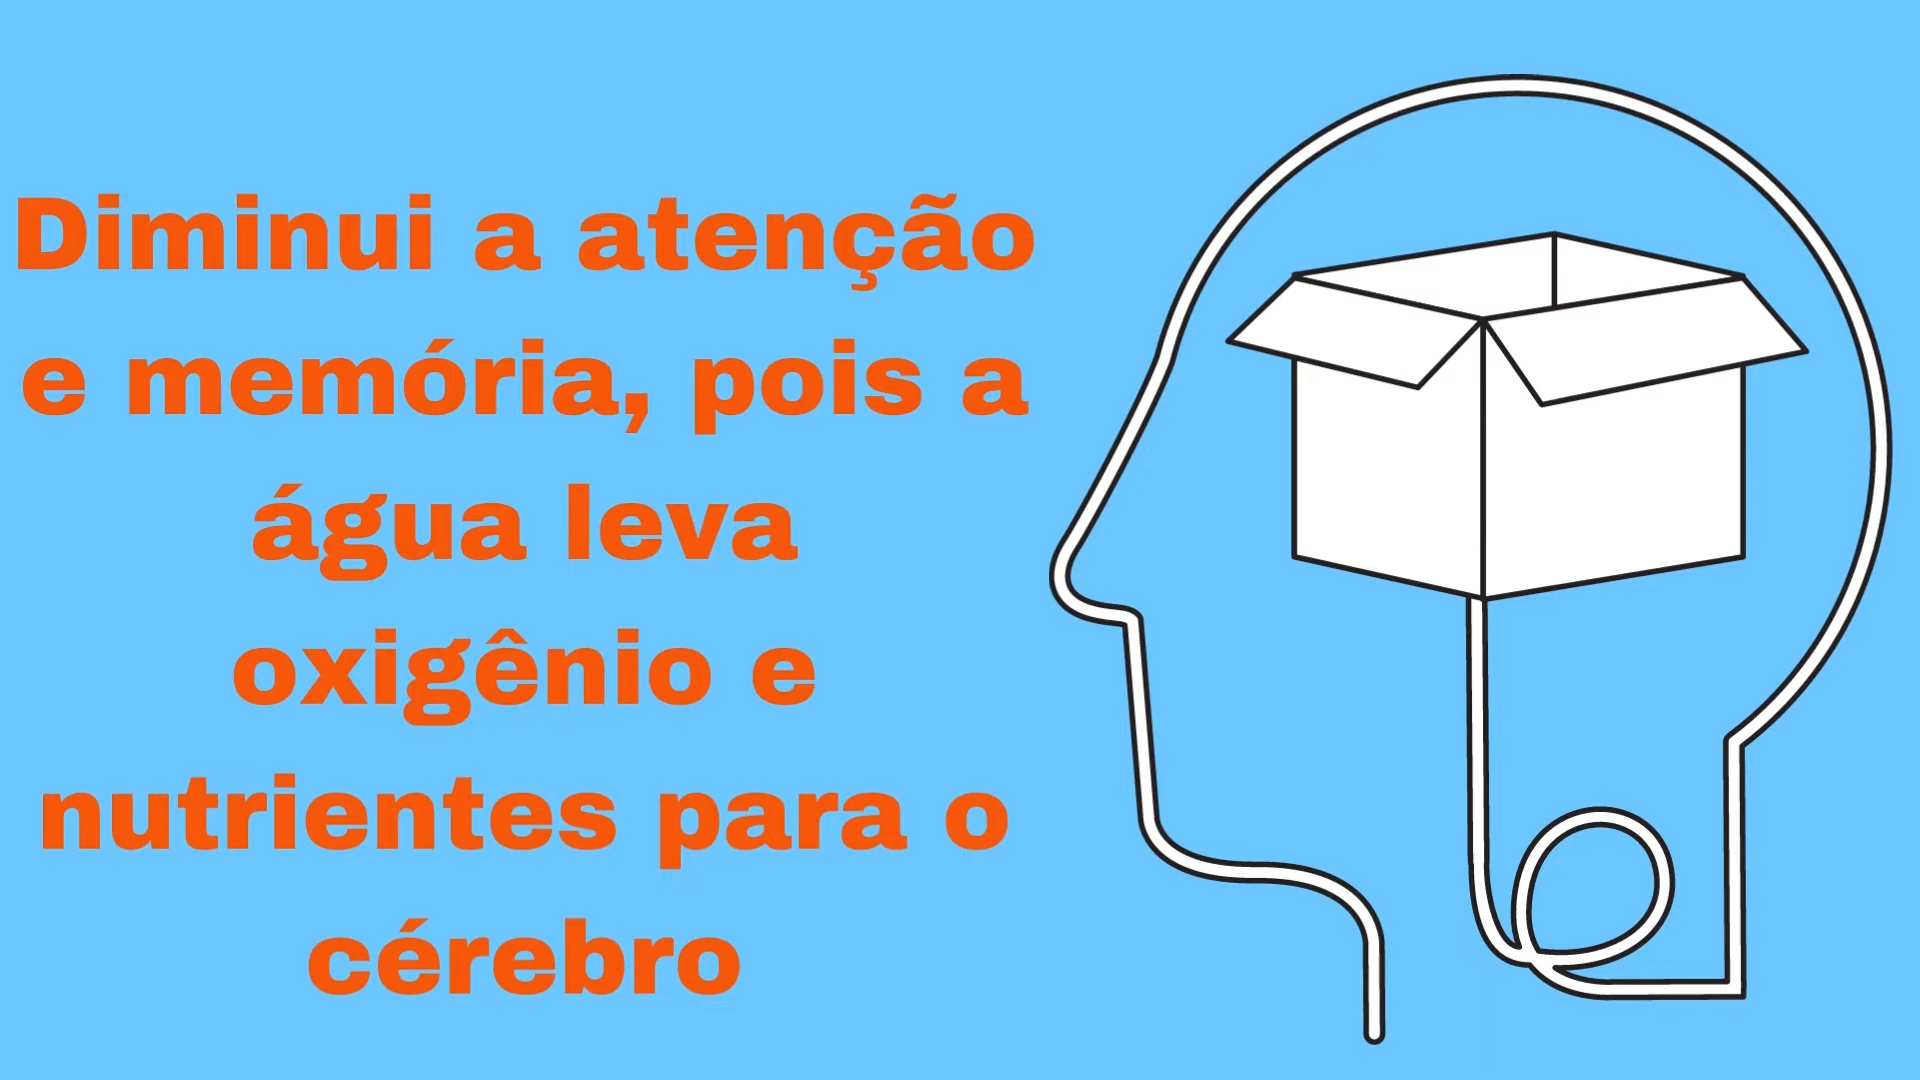 Diminui a atenção
e memória, pois a
água leva
oxigênio e
nutrientes para o
cérebro